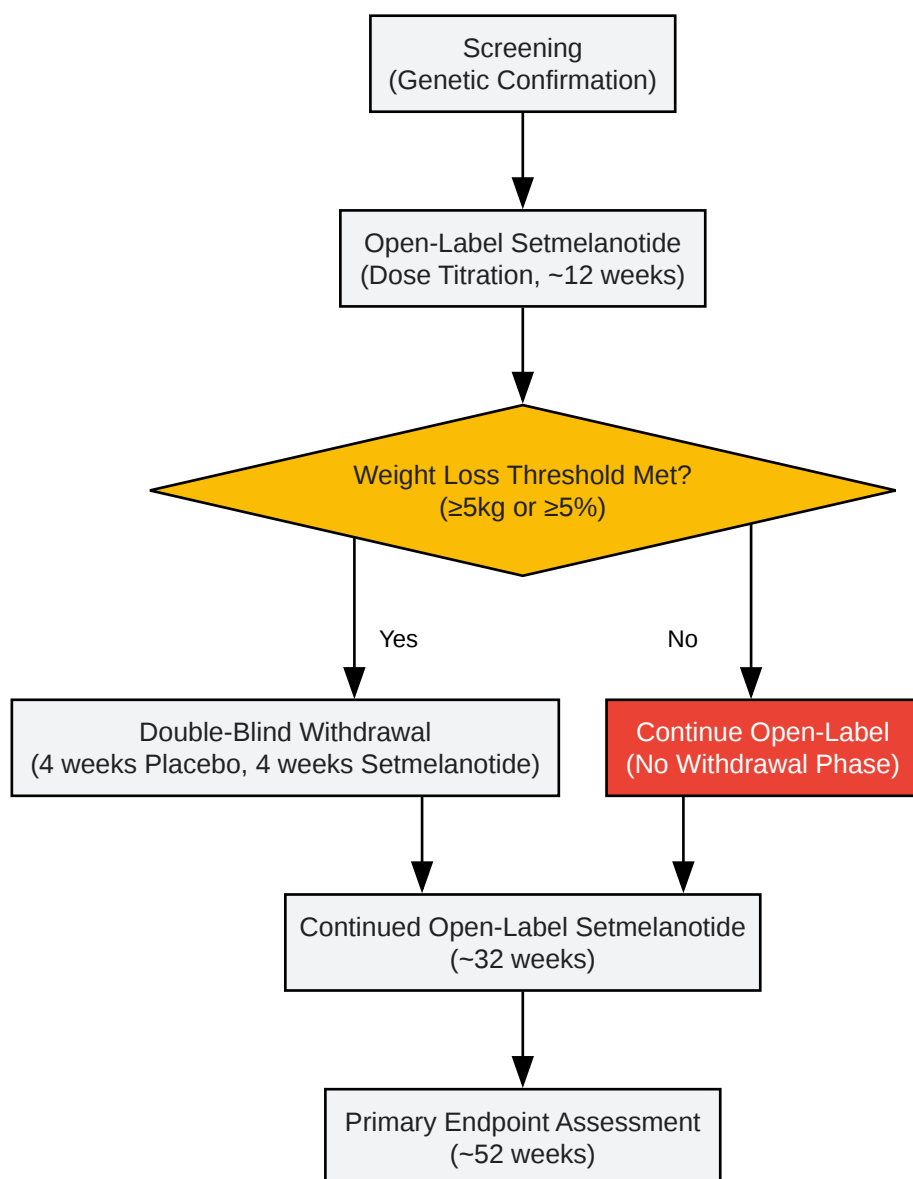 Screening
(Genetic Confirmation)
Open-Label Setmelanotide
(Dose Titration, ~12 weeks)
Weight Loss Threshold Met?
(≥5kg or ≥5%)
Yes
No
Double-Blind Withdrawal
(4 weeks Placebo, 4 weeks Setmelanotide)
Continue Open-Label
(No Withdrawal Phase)
Continued Open-Label Setmelanotide
(~32 weeks)
Primary Endpoint Assessment
(~52 weeks)